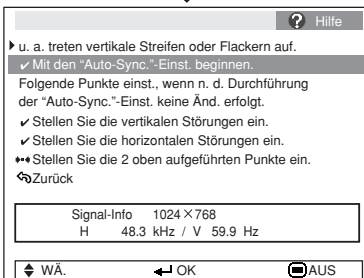 ? Hilfe
u. a. treten vertikale Streifen oder Flackern auf.
Mit den “Auto-Sync.”-Einst. beginnen.
Folgende Punkte einst., wenn n. d. Durchführung
der “Auto-Sync.”-Einst. keine Änd. erfolgt.
Stellen Sie die vertikalen Störungen ein.
Stellen Sie die horizontalen Störungen ein.
Stellen Sie die 2 oben aufgeführten Punkte ein.
Zurück
Signal-Info 1024×768
H 48.3 kHz / V 59.9 Hz
WÄ. OK AUS